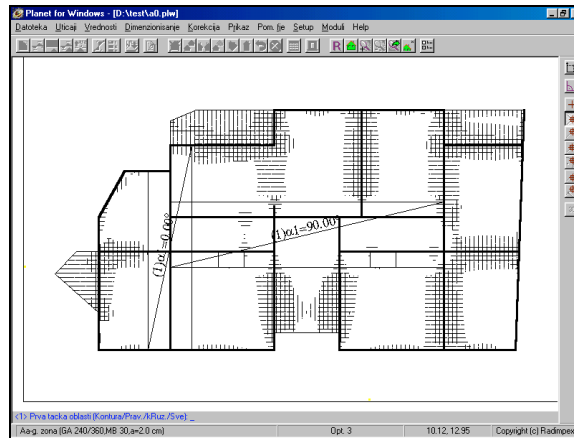 Planet for Windows - [D:\test\a0.plw]
Datoteka Uticaji Vrednosti Dimenzionisanje Korekcija Prikaz Pom. fje Setup Moduli Help
R
(1)α1=0.00°
(1)α1=90.00°
<1> Prva tacka oblasti (Kontura/Prav./kRuz./Sve): _
Aa-g. zona (GA 240/360,MB 30,a=2.0 cm) Opt. 3 10.12, 12.95 Copyright (c) Radimpex